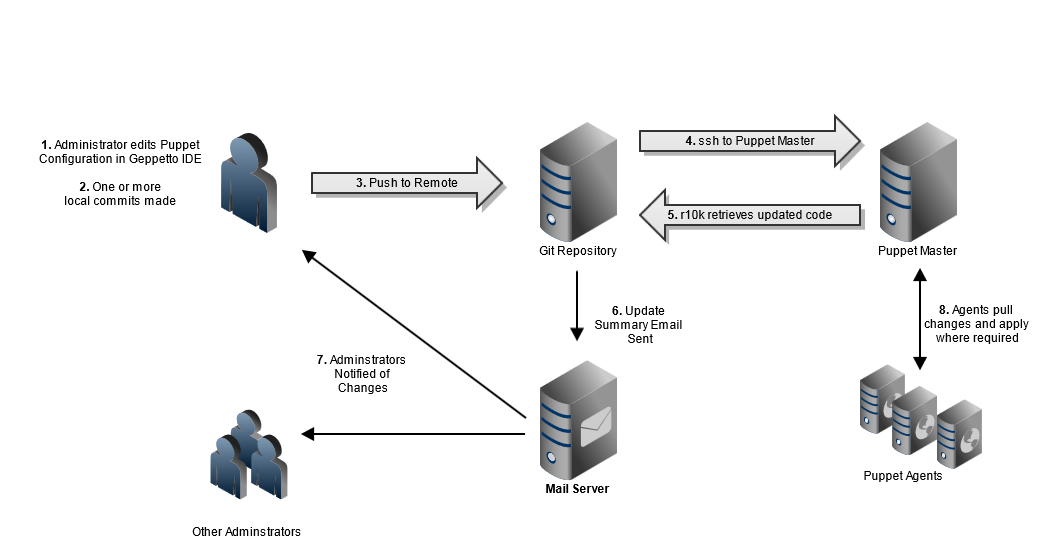 1. Administrator edits Puppet
Configuration in Geppetto IDE
2. One or more
local commits made
3. Push to Remote
4. ssh to Puppet Master
5. r10k retrieves updated code
Git Repository
Puppet Master
6. Update
Summary Email
Sent
8. Agents pull
changes and apply
where required
7. Adminstrators
Notified of
Changes
Mail Server
Puppet Agents
Other Adminstrators